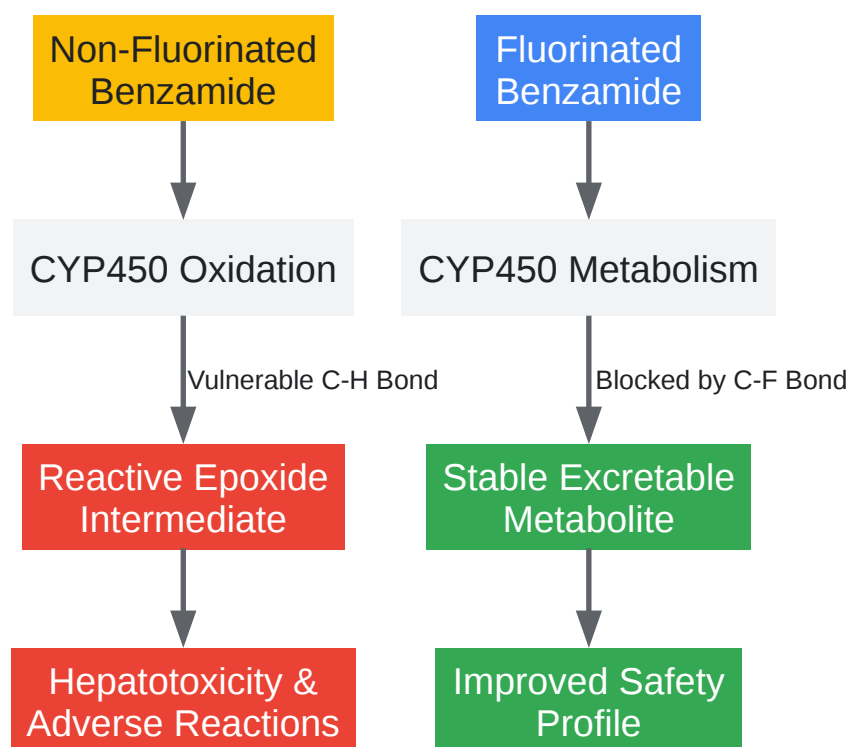 Non-Fluorinated
Benzamide
Fluorinated
Benzamide
CYP450 Oxidation
CYP450 Metabolism
Vulnerable C-H Bond
Blocked by C-F Bond
Reactive Epoxide
Intermediate
Stable Excretable
Metabolite
Hepatotoxicity &
Adverse Reactions
Improved Safety
Profile